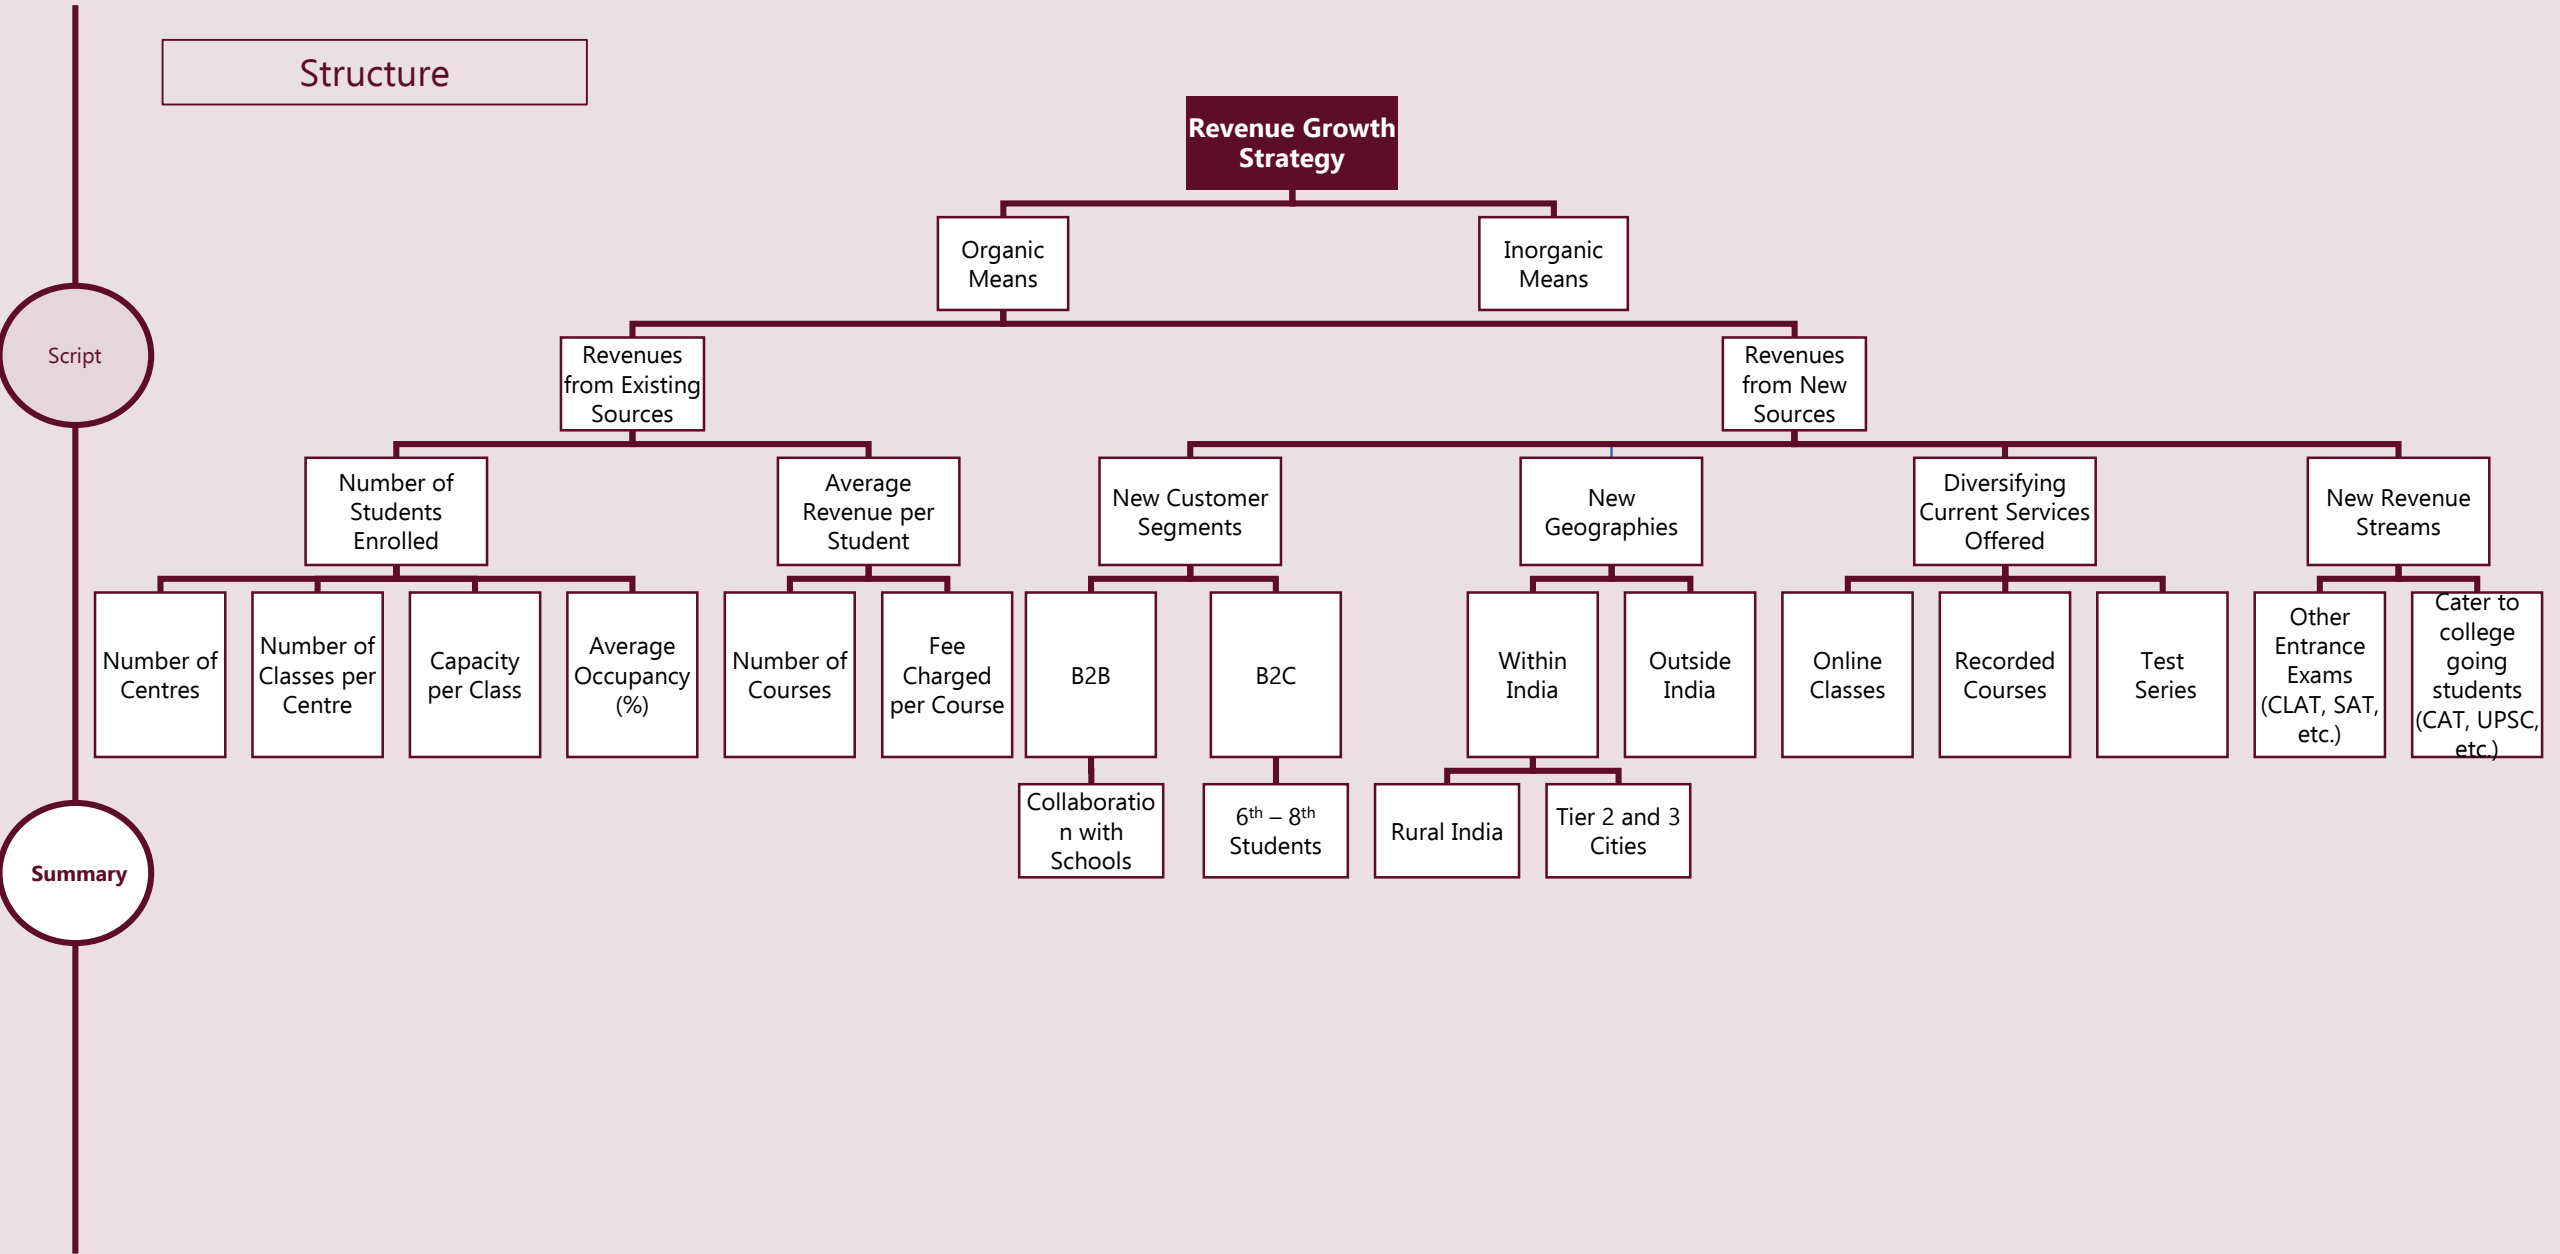 Structure
Revenue Growth
Strategy
Organic
Means
Inorganic
Means
Script
Revenues
from Existing
Sources
Revenues
from New
Sources
Number of
Students
Enrolled
Average
Revenue per
Student
New Customer
Segments
New
Geographies
Diversifying
Current Services
Offered
New Revenue
Streams
Number of
Centres
Number of
Classes per
Centre
Capacity
per Class
Average
Occupancy
(%)
Number of
Courses
Fee
Charged
per Course
B2B
B2C
Within
India
Outside
India
Online
Classes
Recorded
Courses
Test
Series
Other
Entrance
Exams
(CLAT, SAT,
etc.)
Cater to
college
going
students
(CAT, UPSC,
etc.)
Collaboratio
n with
Schools
6th – 8th
Students
Rural India
Tier 2 and 3
Cities
Summary